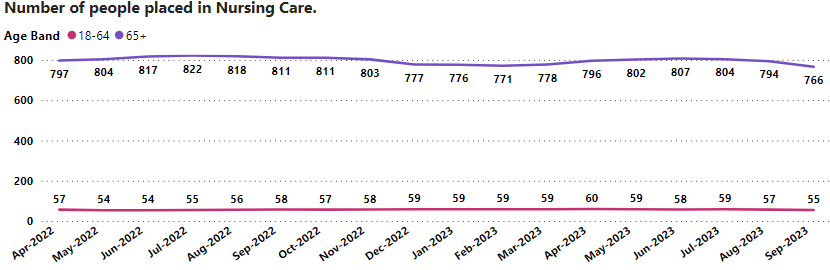 Number of people placed in Nursing Care.
Age Band 18-64 65+
800
797 804 817 822 818 811 811 803 777 776 771 778 796 802 807 804 794 766
600
400
200
57 54 54 55 56 58 57 58 59 59 59 59 60 59 58 59 57 55
0
Apr-2022 May-2022 Jun-2022 Jul-2022 Aug-2022 Sep-2022 Oct-2022 Nov-2022 Dec-2022 Jan-2023 Feb-2023 Mar-2023 Apr-2023 May-2023 Jun-2023 Jul-2023 Aug-2023 Sep-2023